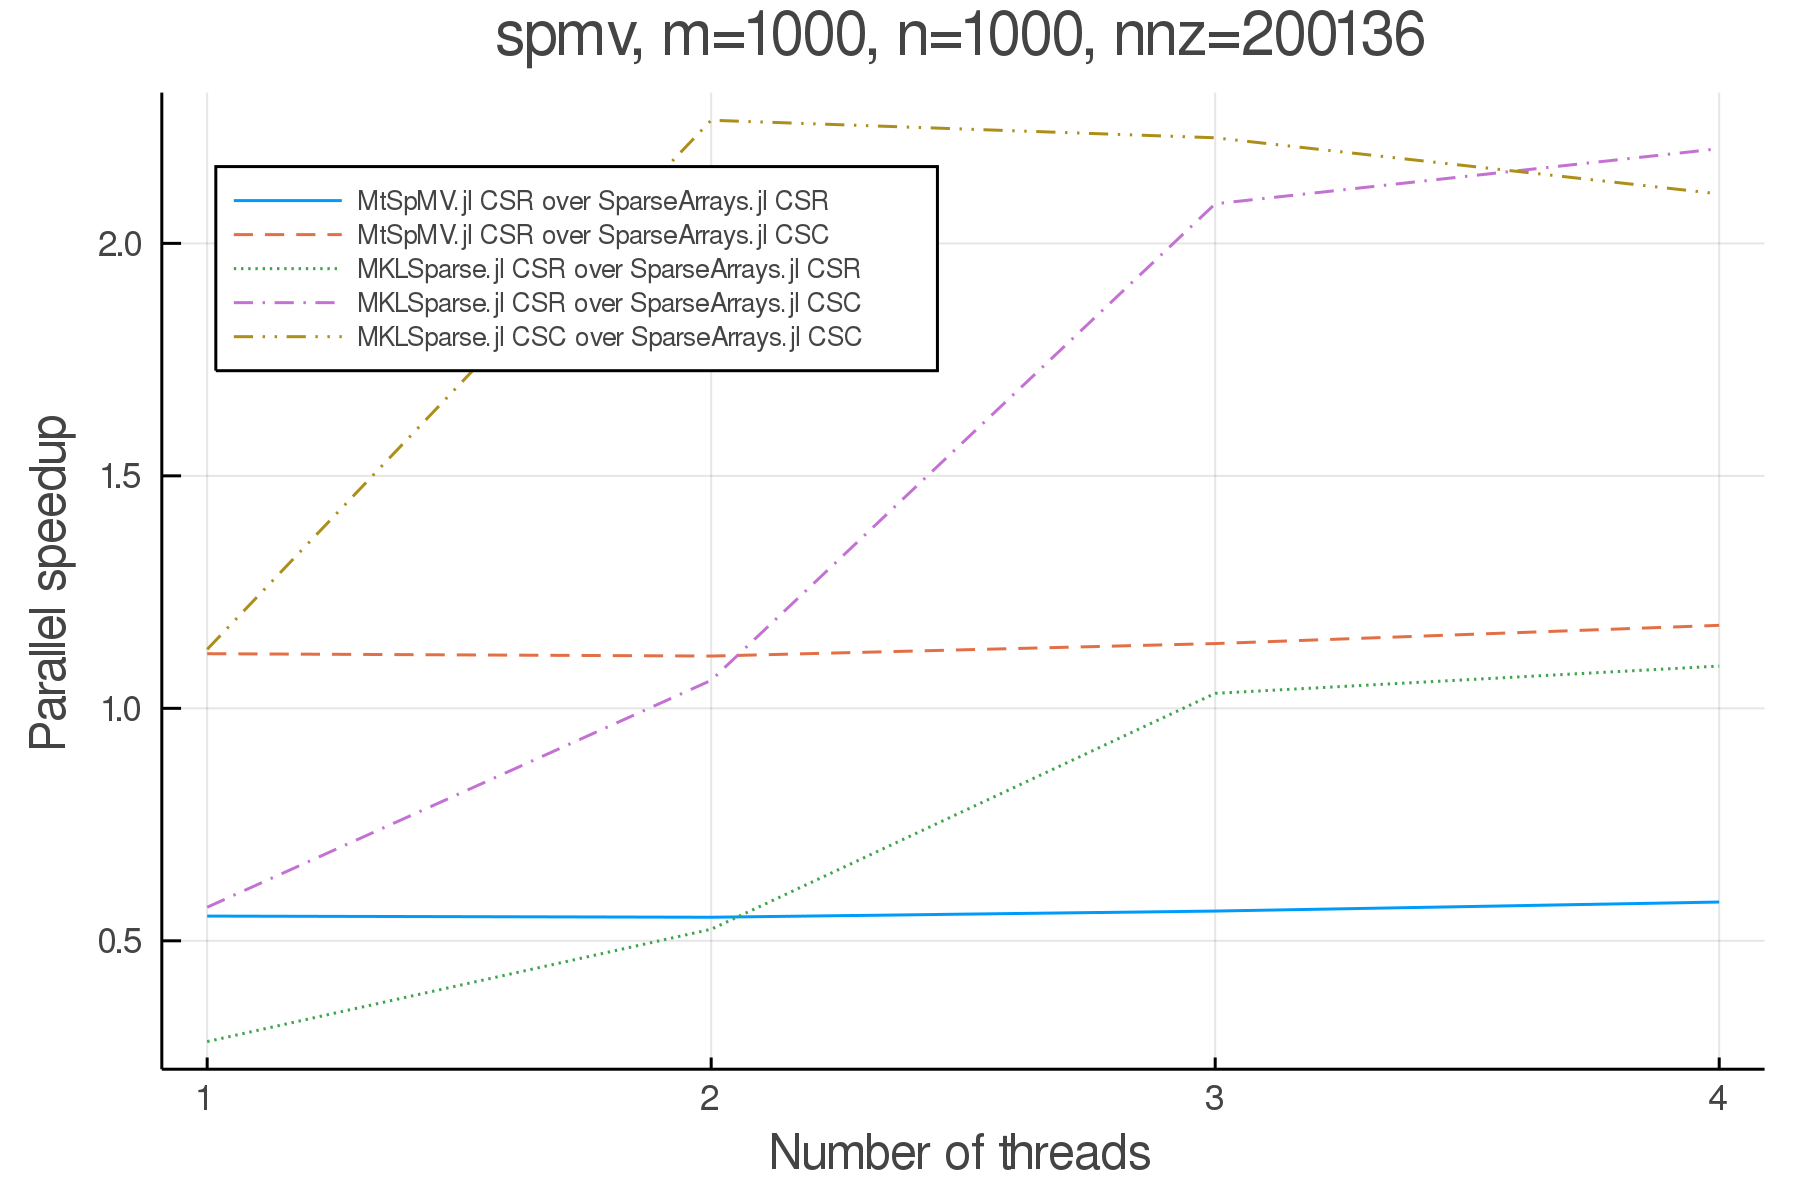 spmv, m=1000, n=1000, nnz=200136
MtSpMV.jl CSR over SparseArrays.jl CSR
MtSpMV.jl CSR over SparseArrays.jl CSC
MKLSparse.jl CSR over SparseArrays.jl CSR
MKLSparse.jl CSR over SparseArrays.jl CSC
MKLSparse.jl CSC over SparseArrays.jl CSC
2.0
1.5
1.0
0.5
Parallel speedup
1 2 3 4
Number of threads